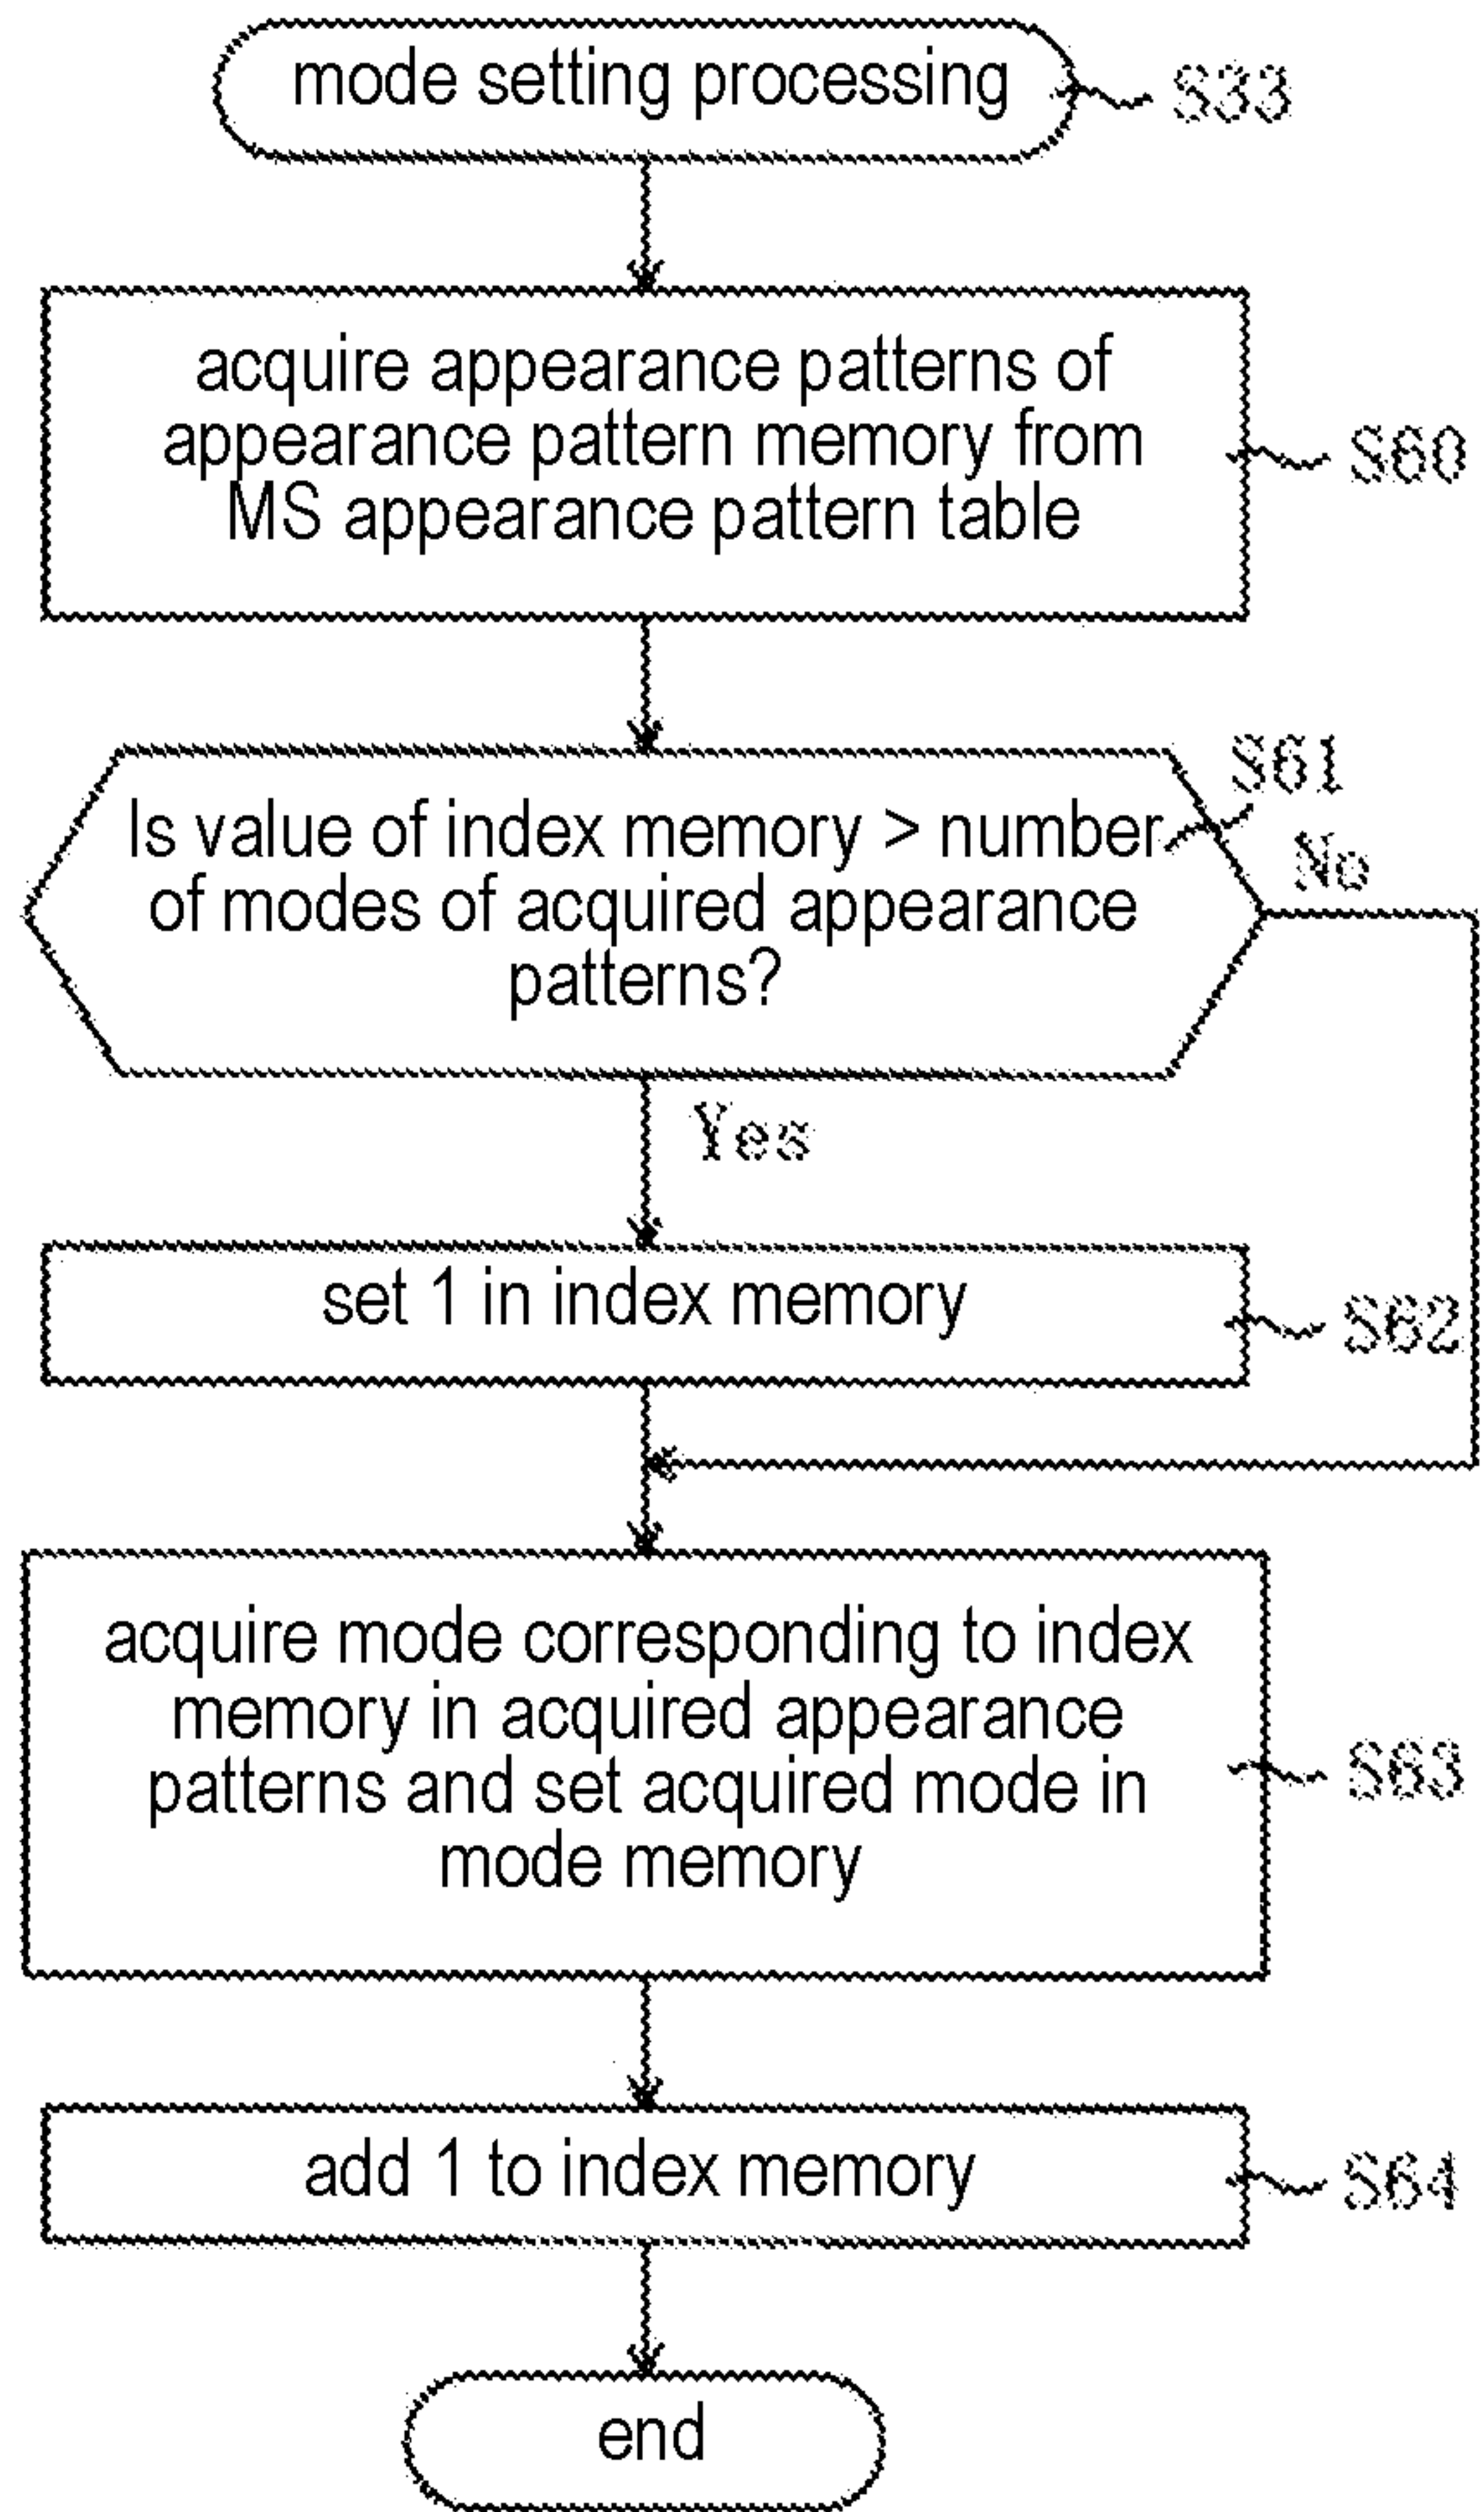 mode setting processing
S33
acquire appearance patterns of
appearance pattern memory from
MS appearance pattern table
S60
S61
Is value of index memory > number
of modes of acquired appearance
patterns?
No
Yes
set 1 in index memory
S62
acquire mode corresponding to index
memory in acquired appearance
patterns and set acquired mode in
mode memory
S63
add 1 to index memory
S64
end